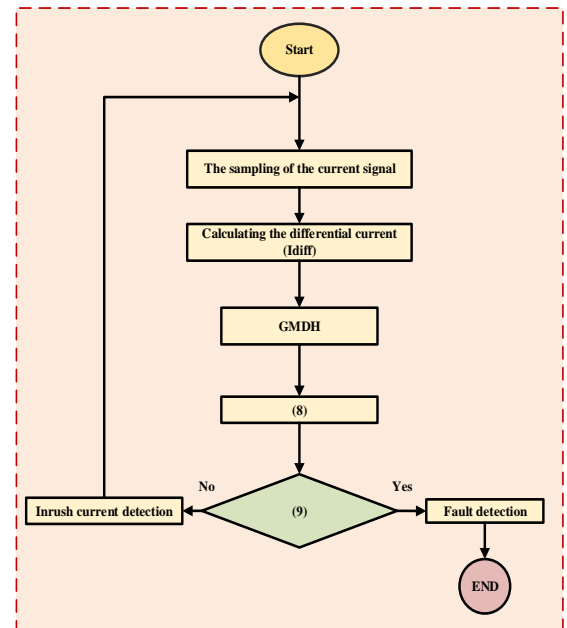 Start
The sampling of the current signal
Calculating the differential current
(Idiff)
GMDH
(8)
No
Yes
Inrush current detection
(9)
Fault detection
END